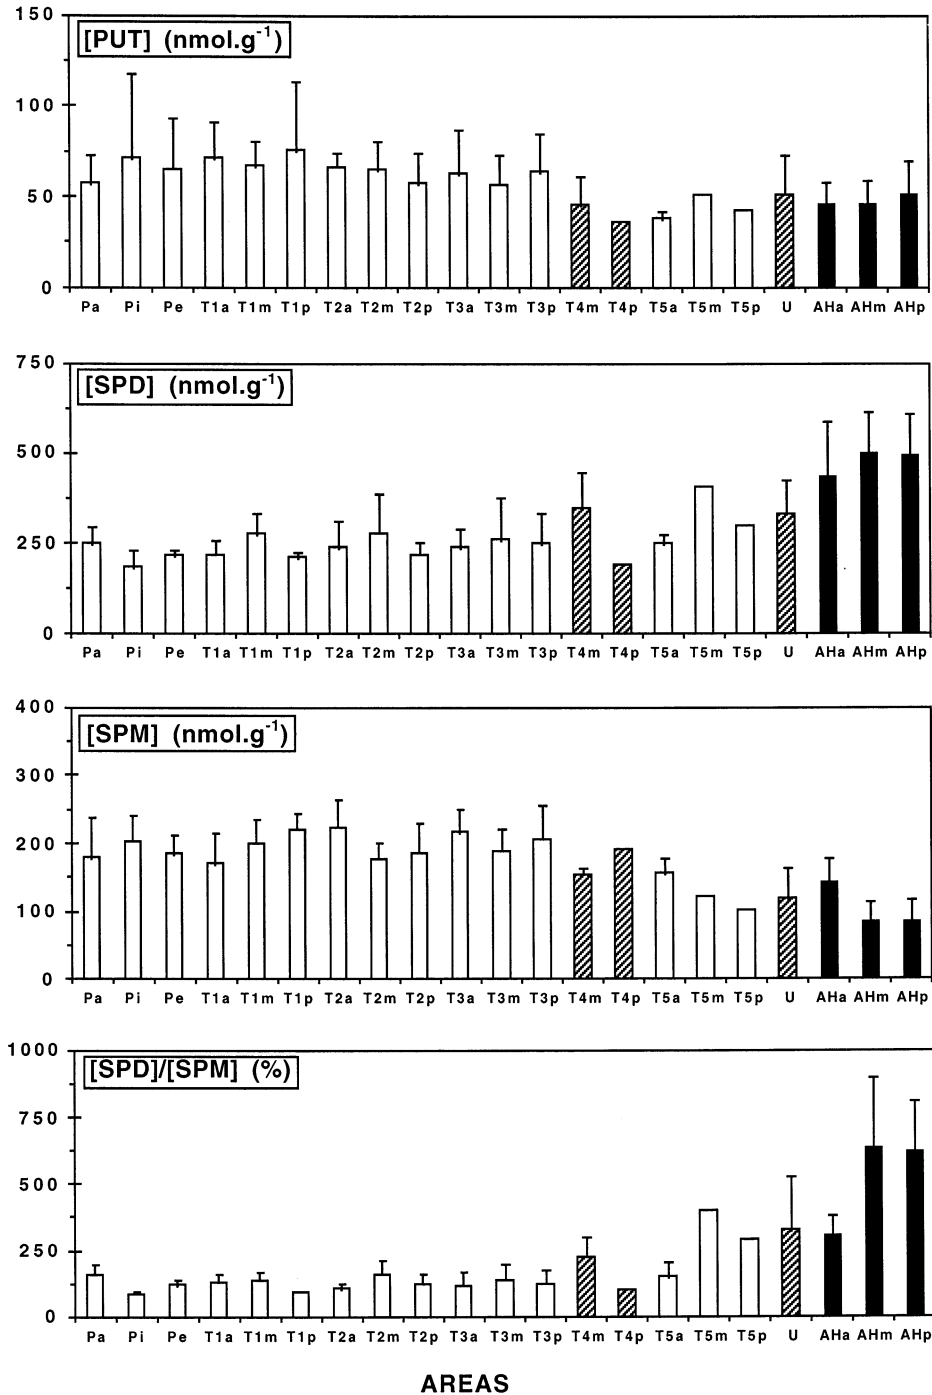 150
[PUT] (nmol.g-1)
100
50
0
Pa Pi Pe T1a T1m T1p T2a T2m T2p T3a T3m T3p T4m T4p T5a T5m T5p U AHa AHm AHp
750
[SPD] (nmol.g-1)
500
250
0
Pa Pi Pe T1a T1m T1p T2a T2m T2p T3a T3m T3p T4m T4p T5a T5m T5p U AHa AHm AHp
400
[SPM] (nmol.g-1)
300
200
100
0
Pa Pi Pe T1a T1m T1p T2a T2m T2p T3a T3m T3p T4m T4p T5a T5m T5p U AHa AHm AHp
1000
[SPD]/[SPM] (%)
750
500
250
0
Pa Pi Pe T1a T1m T1p T2a T2m T2p T3a T3m T3p T4m T4p T5a T5m T5p U AHa AHm AHp
AREAS